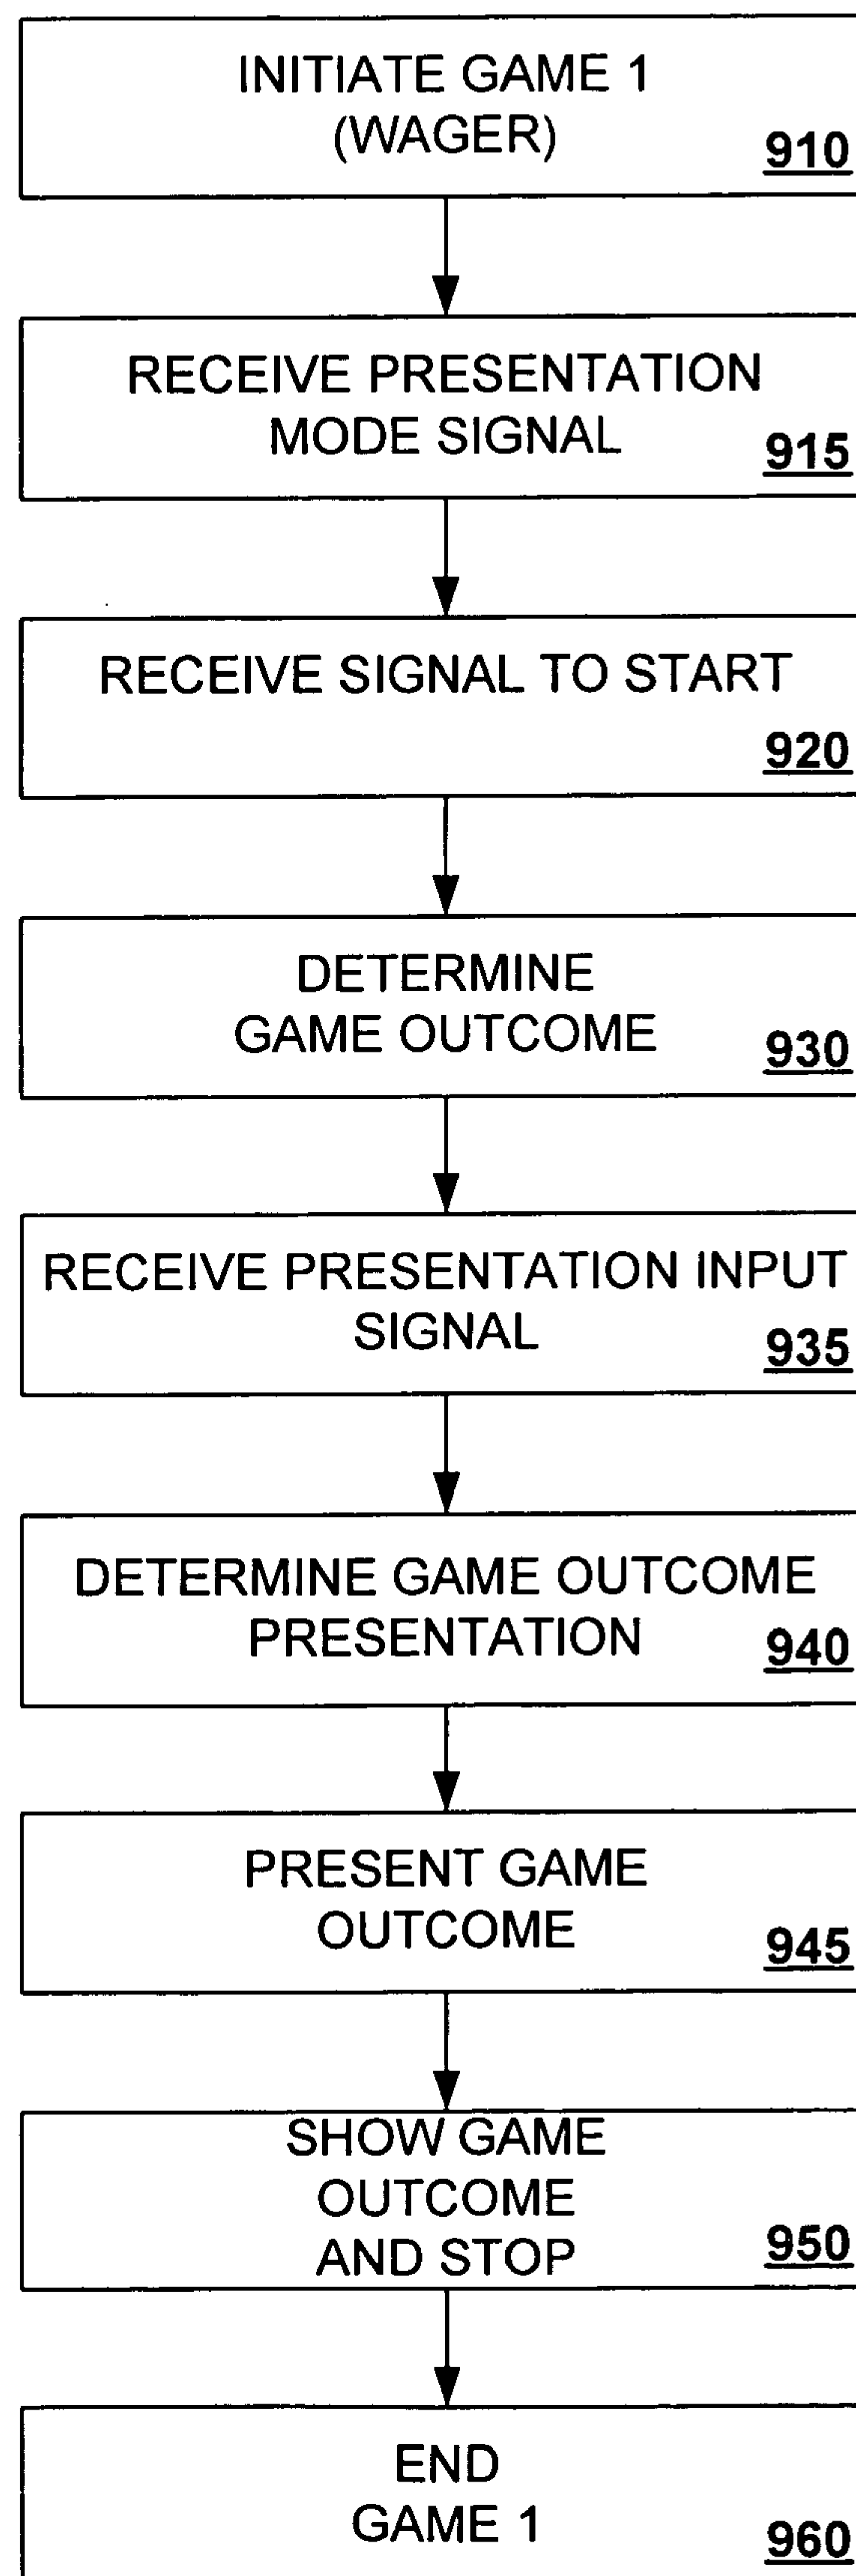 INITIATE GAME 1
(WAGER)
910
RECEIVE PRESENTATION
MODE SIGNAL
915
RECEIVE SIGNAL TO START
920
DETERMINE
GAME OUTCOME
930
RECEIVE PRESENTATION INPUT
SIGNAL
935
DETERMINE GAME OUTCOME
PRESENTATION
940
PRESENT GAME
OUTCOME
945
SHOW GAME
OUTCOME
AND STOP
950
END
GAME 1
960